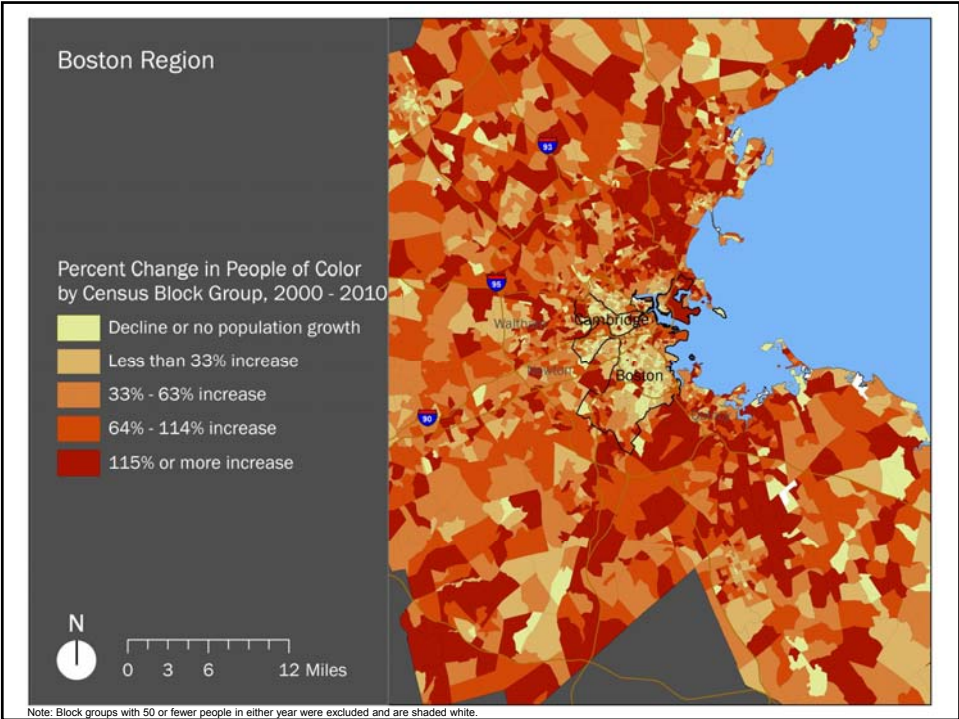 Boston Region
Percent Change in People of Color
by Census Block Group, 2000 - 2010
Decline or no population growth
Less than 33% increase
33% - 63% increase
64% - 114% increase
115% or more increase
N
0 3 6 12 Miles
93
95
Cambridge
Newton
Boston
90
Note: Block groups with 50 or fewer people in either year were excluded and are shaded white.